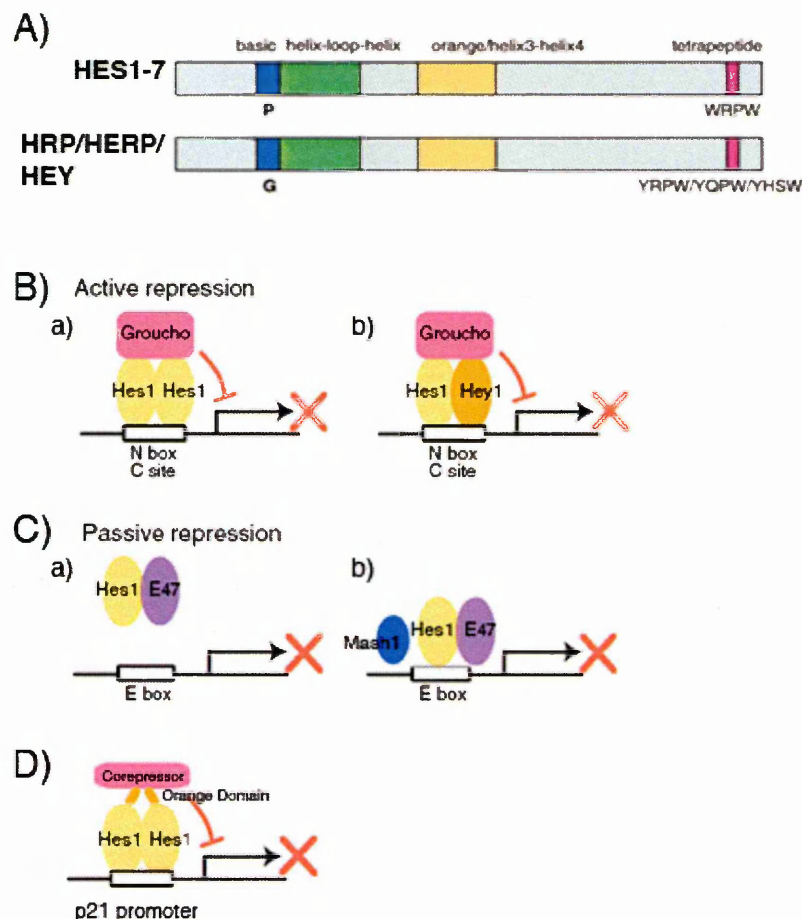 A)
basic helix-loop-helix orange/helix3-helix4 tetrapeptide
HES1-7
P WRPW
HRP/HERP/
HEY
G YRPW/YQPW/YHSW
B) Active repression
a) b)
Groucho Groucho
Hes1 Hes1 Hes1 Hey1
N box N box
C site C site
C) Passive repression
a) b)
Hes1 E47 Mash1 Hes1 E47
E box E box
D)
Corepressor
Orange Domain
Hes1 Hes1
p21 promoter